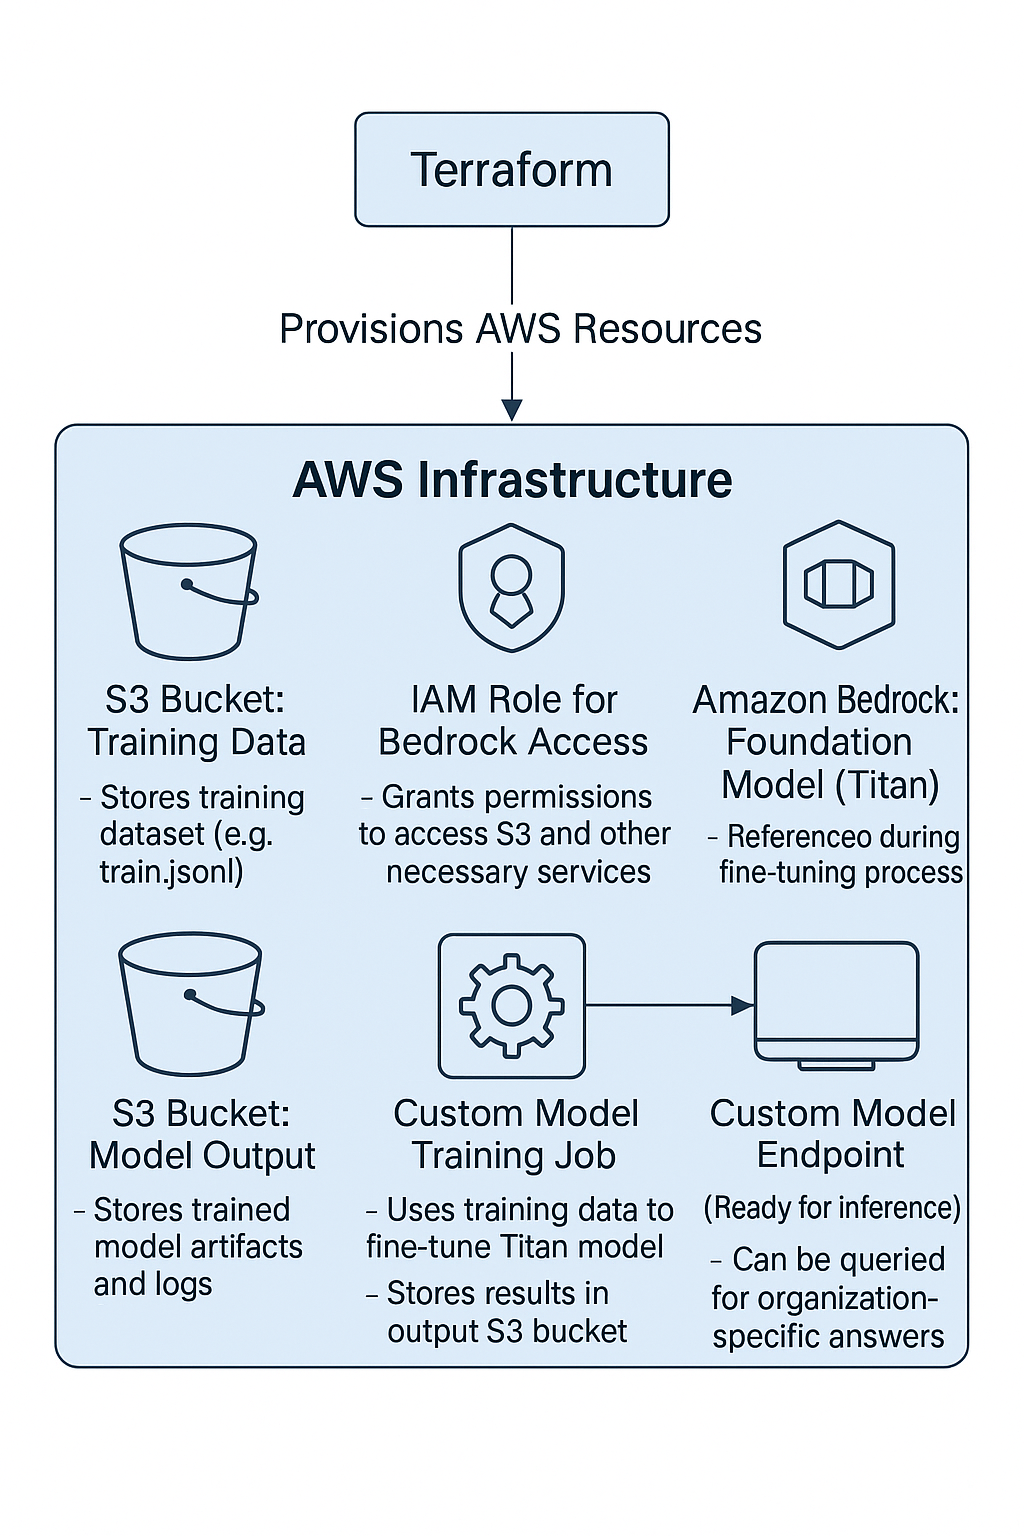 Terraform
Provisions AWS Resources
AWS Infrastructure
S3 Bucket:
Training Data
– Stores training
dataset (e.g.
train.jsonl)
IAM Role for
Bedrock Access
– Grants permissions
to access S3 and other
necessary services
Amazon Bedrock:
Foundation
Model (Titan)
– Referenceo during
fine-tuning process
S3 Bucket:
Model Output
– Stores trained
model artifacts
and logs
Custom Model
Training Job
– Uses training data to
fine-tune Titan model
– Stores results in
output S3 bucket
Custom Model
Endpoint
(Ready for inference)
– Can be queried
for organization-
specific answers